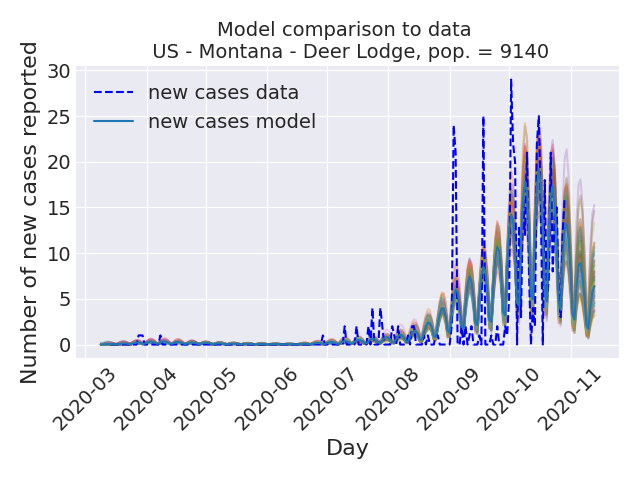 Model comparison to data
US - Montana - Deer Lodge, pop. = 9140
Number of new cases reported
30
25
20
15
10
5
0
new cases data
new cases model
2020-03
2020-04
2020-05
2020-06
2020-07
2020-08
2020-09
2020-10
2020-11
Day